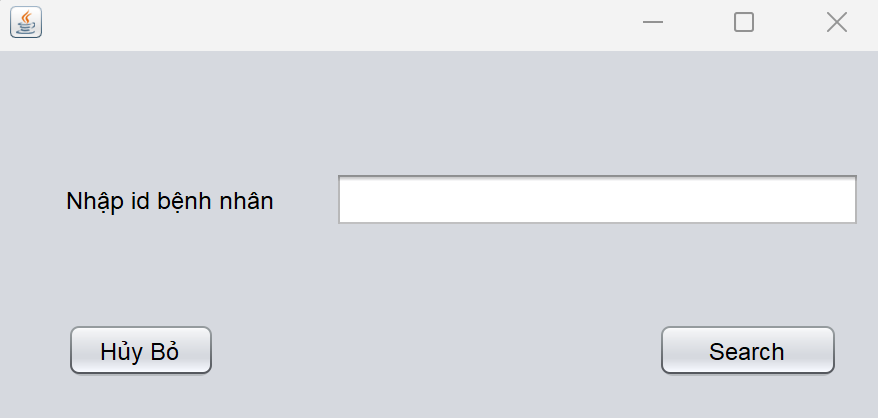 Nhập id bệnh nhân
Hủy Bỏ
Search